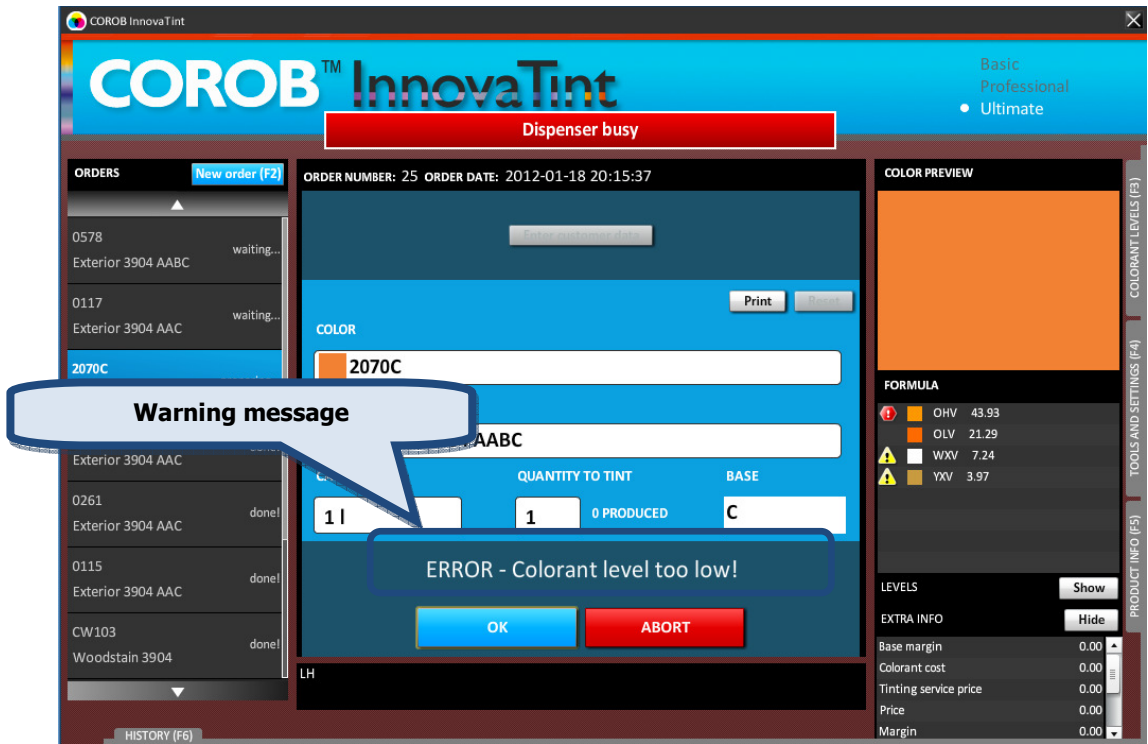 COROB InnovaTint
COROB™ InnovaTint
Basic
Professional
Ultimate
Dispenser busy
ORDERS
New order (F2)
0578
waiting...
Exterior 3904 AABC
0117
waiting...
Exterior 3904 AAC
2070C
done!
Exterior 3904 AAC
0261
done!
Exterior 3904 AAC
0115
done!
Exterior 3904 AAC
CW103
done!
Woodstain 3904
HISTORY (F6)
ORDER NUMBER: 25 ORDER DATE: 2012-01-18 20:15:37
Enter customer data
Print Reset
COLOR
2070C
Warning message
AABC
QUANTITY TO TINT
BASE
1 l
1
0 PRODUCED
C
ERROR - Colorant level too low!
OK
ABORT
LH
COLOR PREVIEW
FORMULA
OHV 43.93
OLV 21.29
WXV 7.24
YXV 3.97
LEVELS
Show
EXTRA INFO
Hide
Base margin 0.00
Colorant cost 0.00
Tinting service price 0.00
Price 0.00
Margin 0.00
COLORANT LEVELS (F3)
TOOLS AND SETTINGS (F4)
PRODUCT INFO (F5)